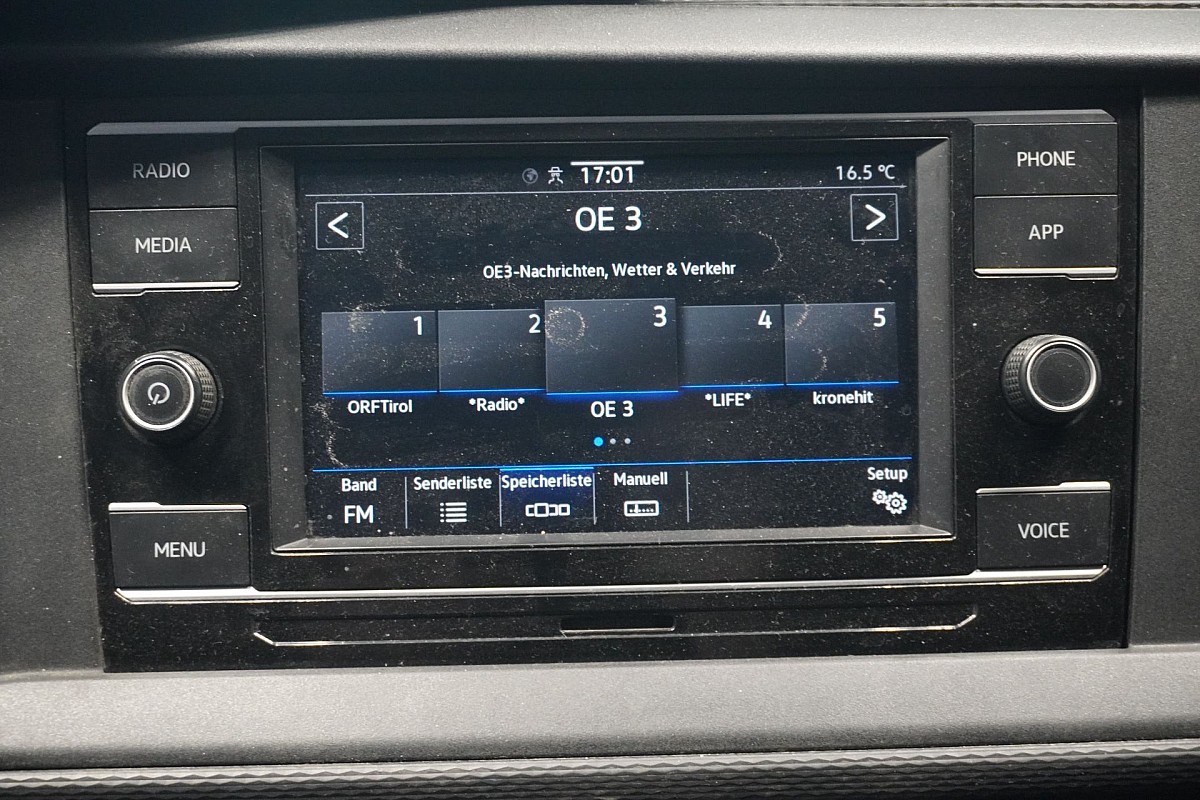 RADIO
MEDIA
MENU
17:01
16.5 °C
<
OE 3
>
OE3-Nachrichten, Wetter & Verkehr
1
2
3
4
5
ORFTirol
*Radio*
OE 3
*LIFE*
kronehit
Band
FM
Senderliste
Speicherliste
Manuell
Setup
PHONE
APP
VOICE